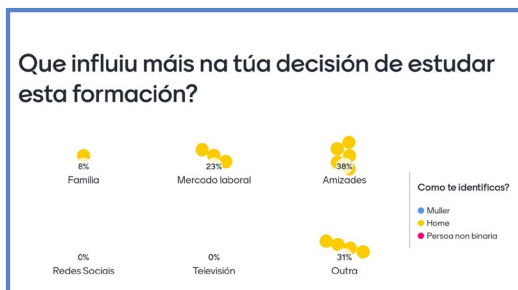 Que influiu máis na túa decisión de estudar
esta formación?
8%
Familia
23%
Mercado laboral
38%
Amizades
0%
Redes Sociais
0%
Televisión
31%
Outra
Como te identificas?
Muller
Home
Persoa non binaria